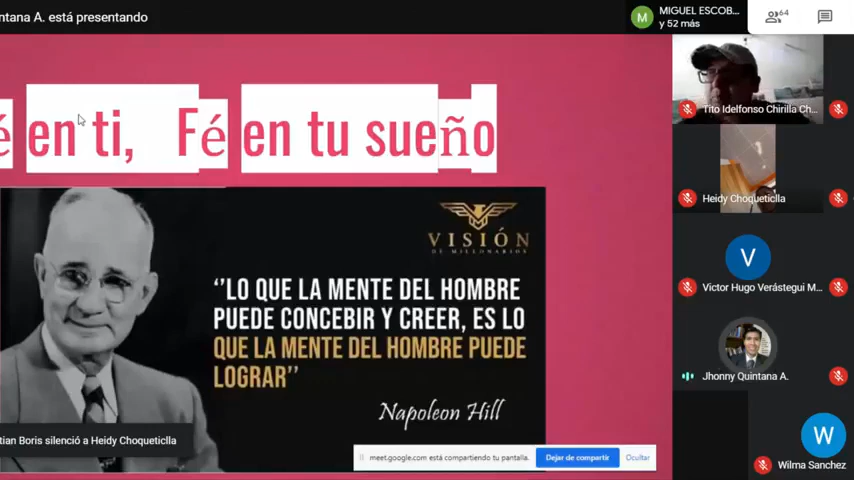 ntana A. está presentando
MIGUEL ESCOB...
y 52 más
64
é en ti, Fé en tu sueño
VISIÓN
DE MILLONARIOS
“LO QUE LA MENTE DEL HOMBRE
PUEDE CONCEBIR Y CREER, ES LO
QUE LA MENTE DEL HOMBRE PUEDE
LOGRAR”
Napoleon Hill
tian Boris silenció a Heidy Choqueticlla
meet.google.com está compartiendo tu pantalla.
Dejar de compartir
Ocultar
M
Tito Idelfonso Chirilla Ch...
Heidy Choqueticlla
V
Victor Hugo Verástegui M...
Jhonny Quintana A.
W
Wilma Sanchez